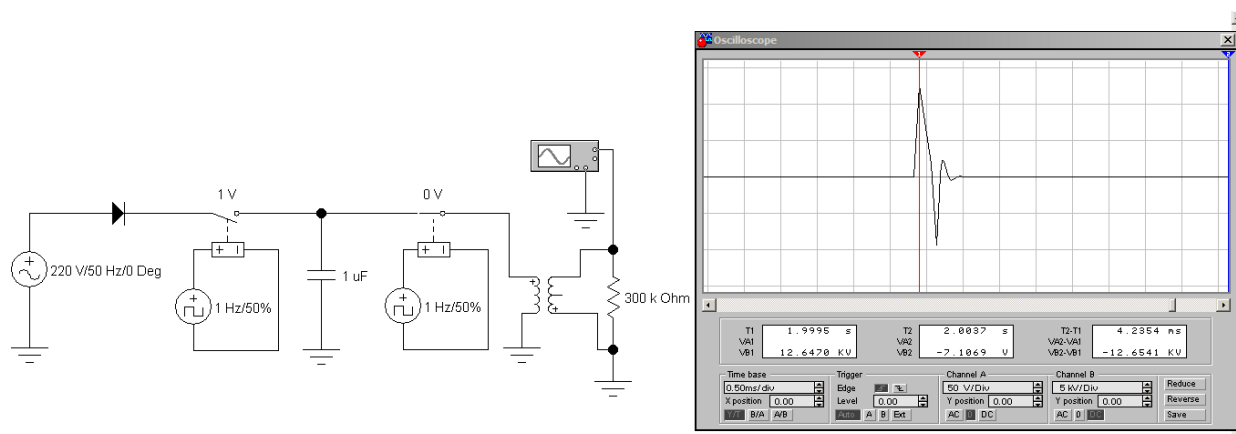 1 V
0 V
220 V/50 Hz/0 Deg
1 Hz/50%
1 uF
1 Hz/50%
300 k Ohm
Oscilloscope
1
2
T1 1.9995 s
VA1
VB1 12.6470 KV
T2 2.0037 s
VA2
VB2 -7.1069 V
T2-T1 4.2354 ms
VA2-VA1
VB2-VB1 -12.6541 KV
Time base
0.50ms/div
X position 0.00
Y/T B/A A/B
Trigger
Edge
Level 0.00
Auto A B Ext
Channel A
50 V/Div
Y position 0.00
AC 0 DC
Channel B
5 kV/Div
Y position 0.00
AC 0 DC
Reduce
Reverse
Save